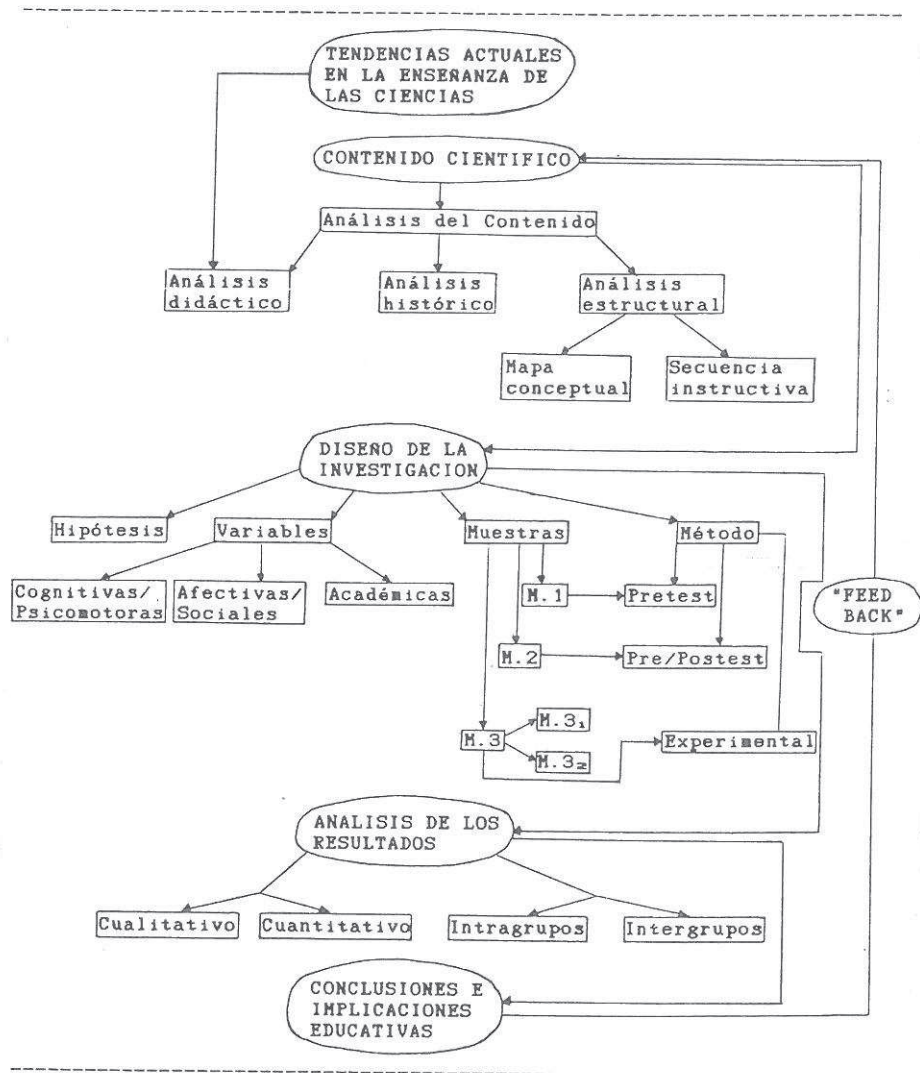 TENDENCIAS ACTUALES
EN LA ENSEÑANZA DE
LAS CIENCIAS
CONTENIDO CIENTIFICO
Análisis del Contenido
Análisis
didáctico
Análisis
histórico
Análisis
estructural
Mapa
conceptual
Secuencia
instructiva
DISEÑO DE LA
INVESTIGACION
Hipótesis
Variables
Muestras
Método
Cognitivas/
Psicomotoras
Afectivas/
Sociales
Académicas
M.1
Pretest
"FEED
BACK"
M.2
Pre/Postest
M.3
M.3₁
M.3₂
Experimental
ANALISIS DE LOS
RESULTADOS
Cualitativo
Cuantitativo
Intragrupos
Intergrupos
CONCLUSIONES E
IMPLICACIONES
EDUCATIVAS